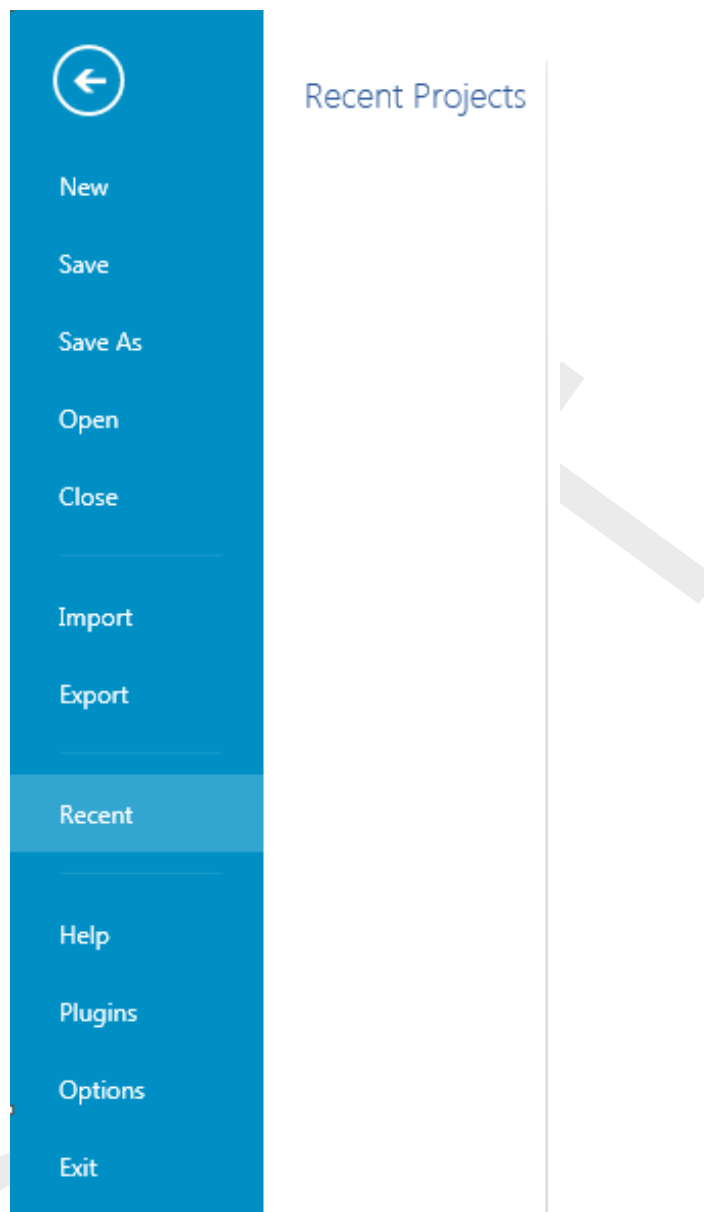 Recent Projects
New
Save
Save As
Open
Close
Import
Export
Recent
Help
Plugins
Options
Exit